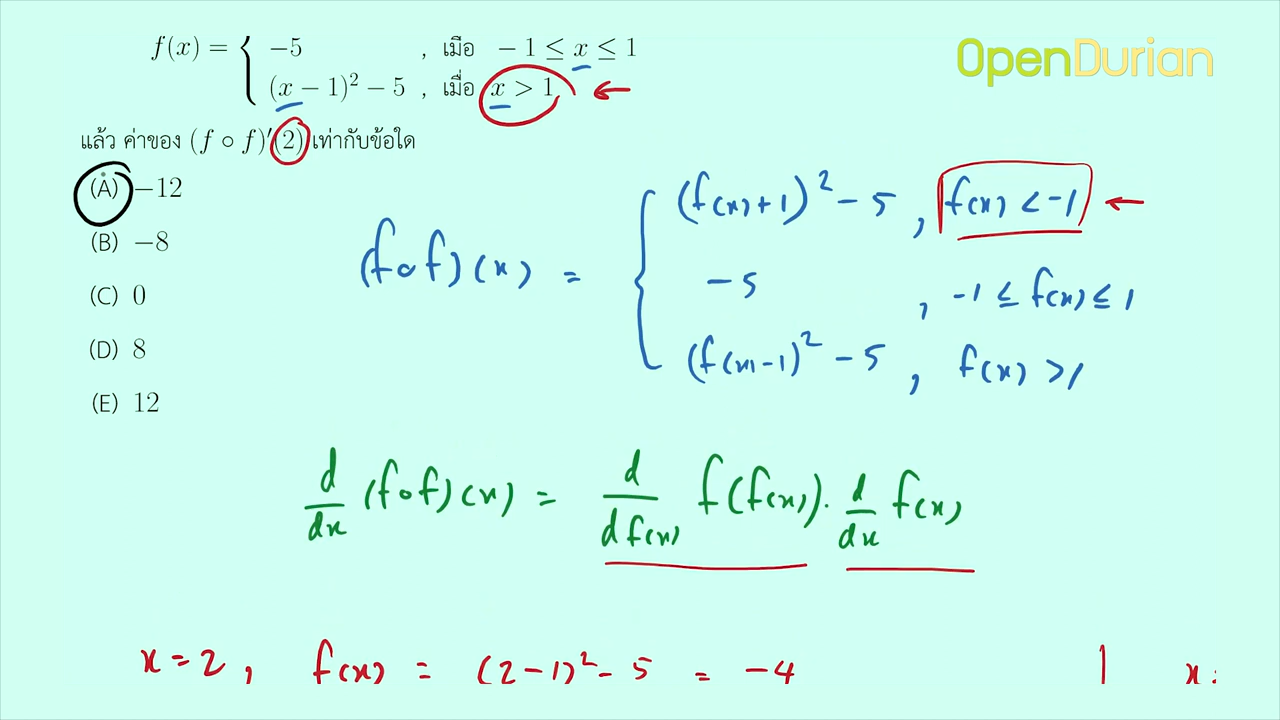 f(x) = { −5 , เมื่อ −1 ≤ x ≤ 1
(x − 1)² − 5 , เมื่อ x > 1
OpenDurian
แล้ว ค่าของ (f ∘ f)′(2) เท่ากับข้อใด
(A) −12
(B) −8
(C) 0
(D) 8
(E) 12
(f∘f)(x) = { (f(x)+1)² − 5 , f(x) < −1
−5 , −1 ≤ f(x) ≤ 1
(f(x)−1)² − 5 , f(x) > 1
d/dx (f∘f)(x) = d/df(x) f(f(x)) · d/dx f(x)
x = 2 , f(x) = (2−1)² − 5 = −4 | x =